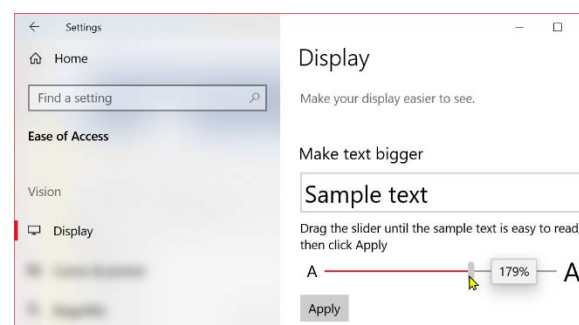 Settings
Home
Find a setting
Ease of Access
Vision
Display
Display
Make your display easier to see.
Make text bigger
Sample text
Drag the slider until the sample text is easy to read,
then click Apply
A 179% A
Apply